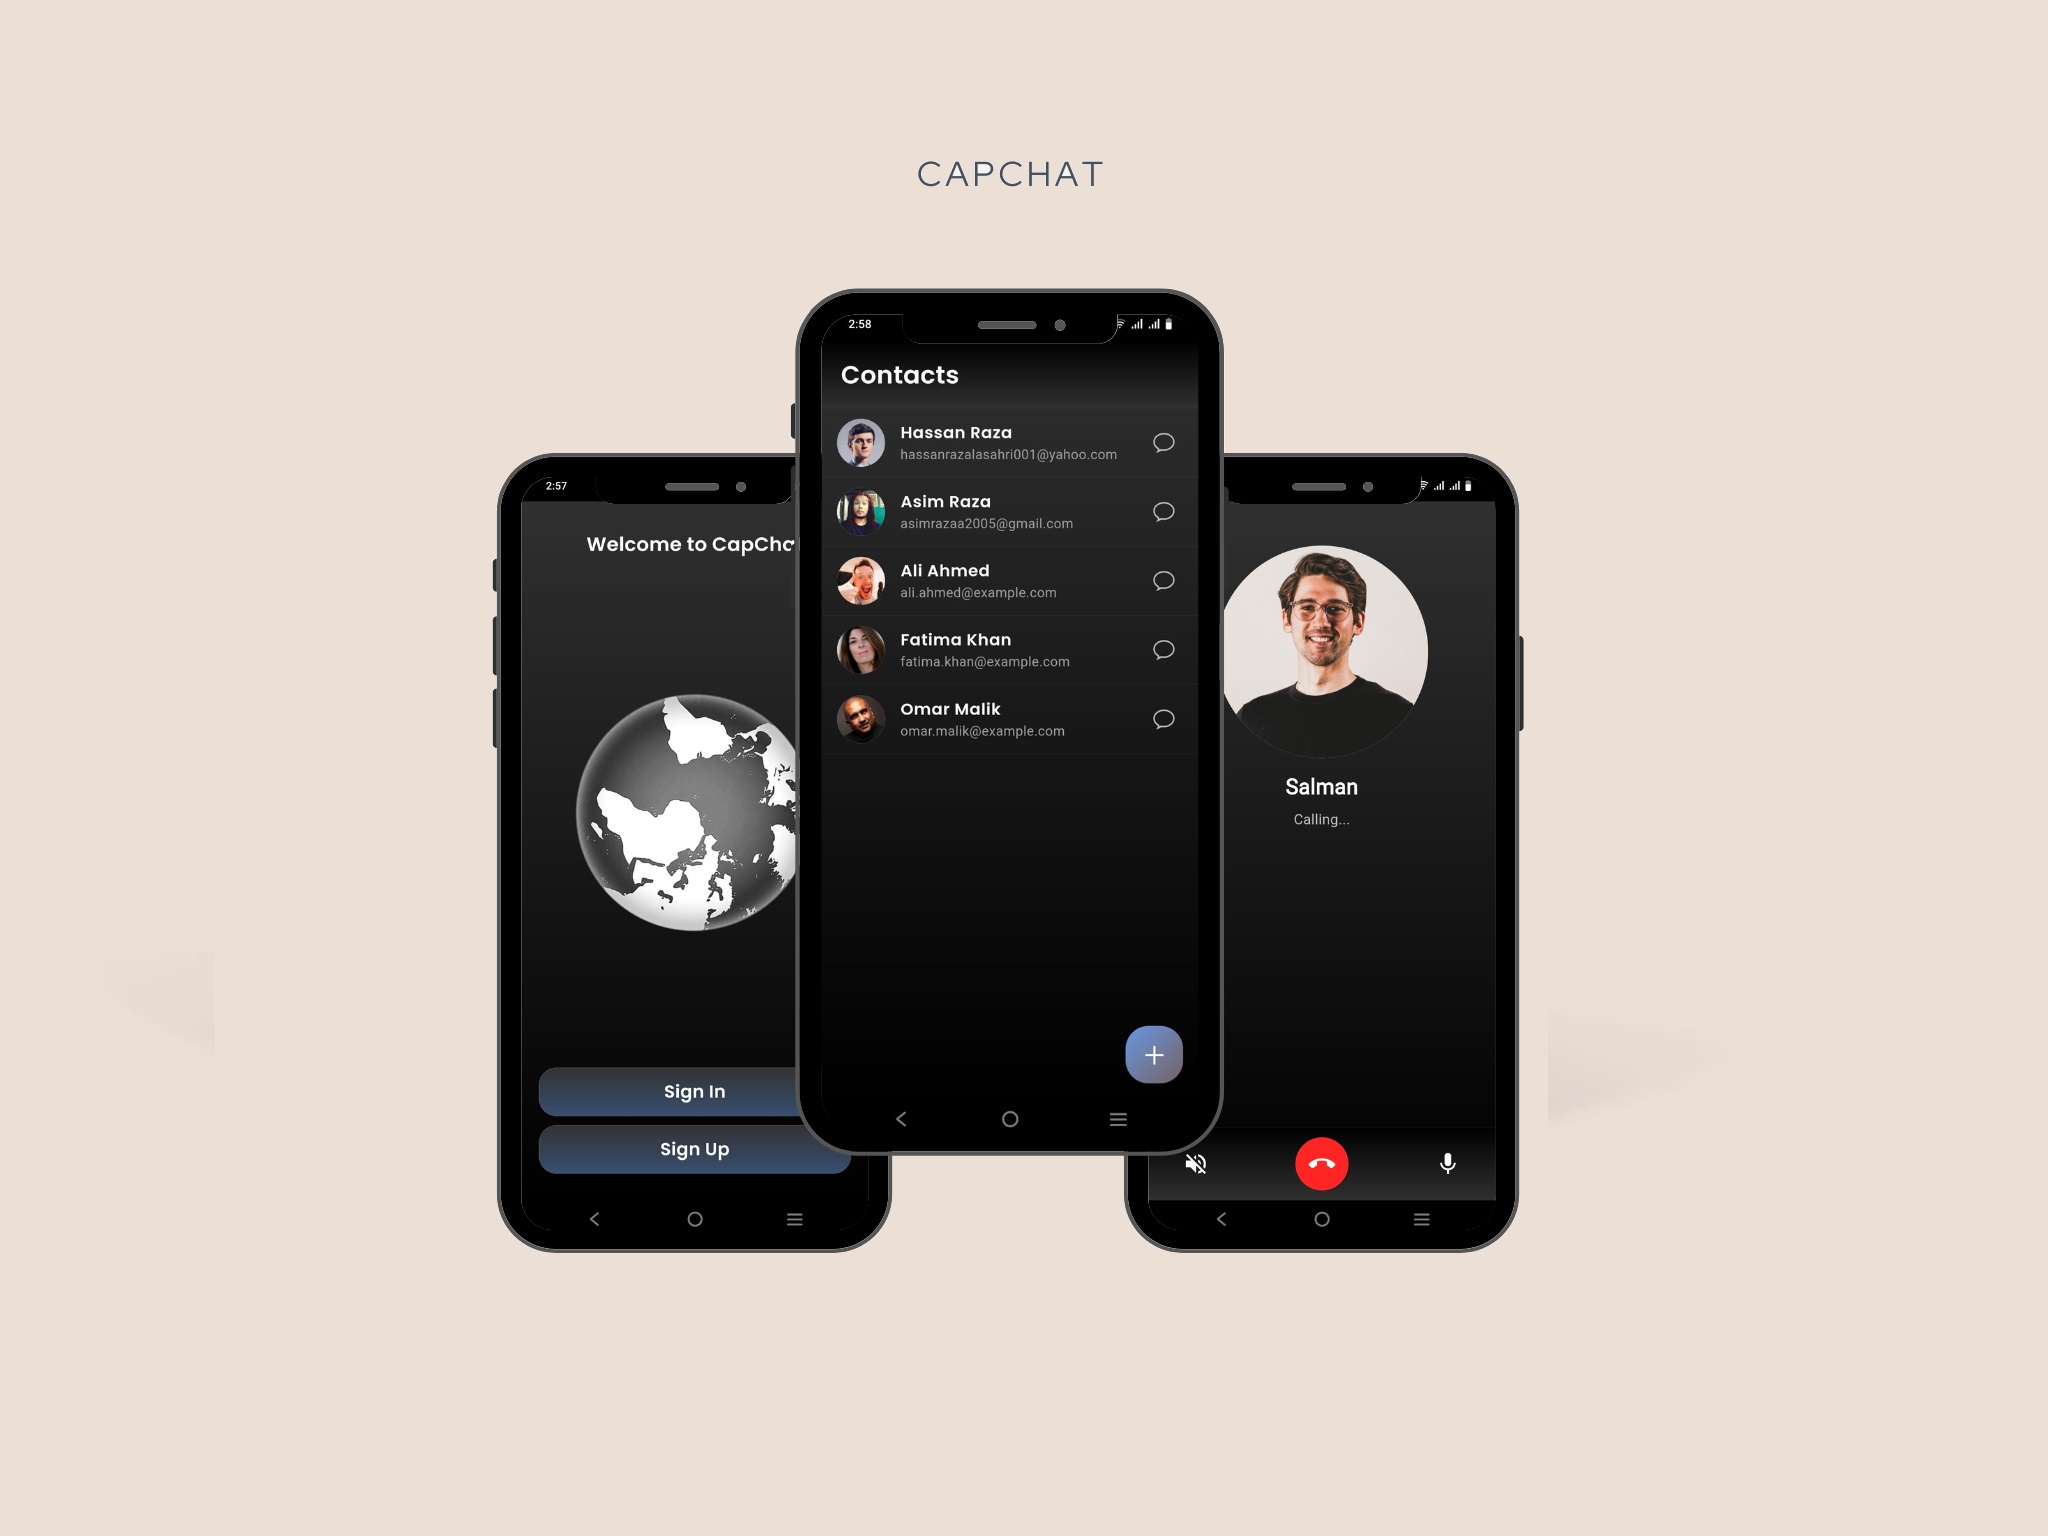 CAPCHAT
2:57
Welcome to CapCha
Sign In
Sign Up
2:58
Contacts
Hassan Raza
hassanrazalasahri001@yahoo.com
Asim Raza
asimrazaa2005@gmail.com
Ali Ahmed
ali.ahmed@example.com
Fatima Khan
fatima.khan@example.com
Omar Malik
omar.malik@example.com
Salman
Calling...